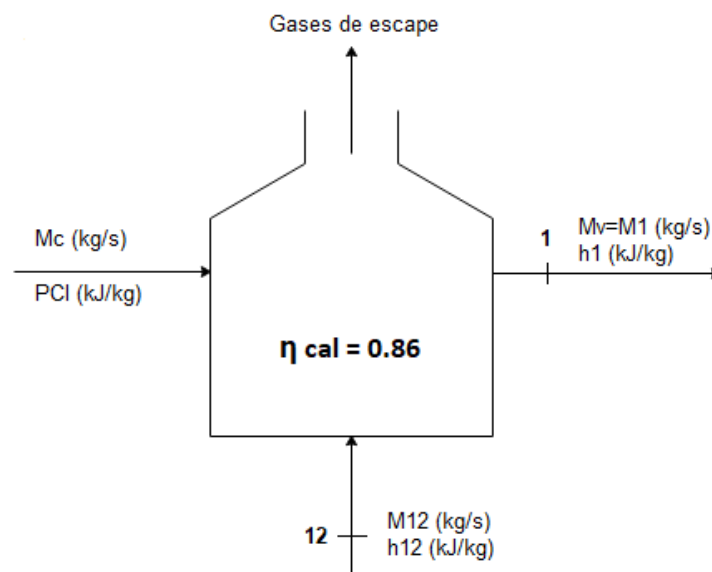 Gases de escape
Mc (kg/s)
PCI (kJ/kg)
1
Mv=M1 (kg/s)
h1 (kJ/kg)
η cal = 0.86
12
M12 (kg/s)
h12 (kJ/kg)